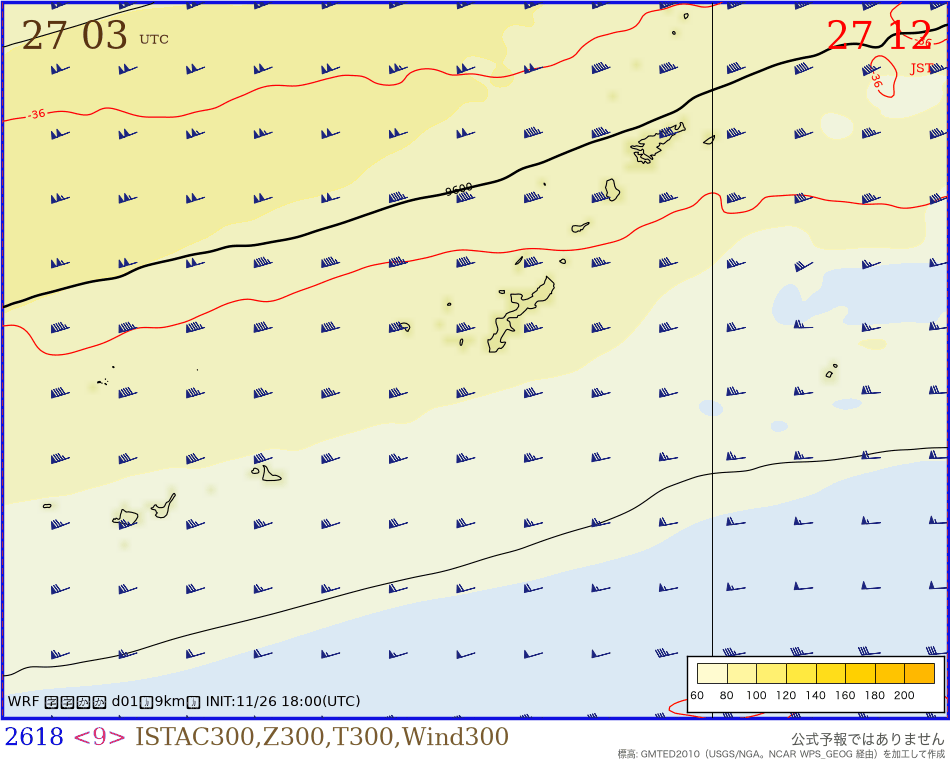 27 03 UTC
27 12 JST
-36
-36
36
9600
WRF d01 9km INIT:11/26 18:00(UTC)
60 80 100 120 140 160 180 200
2618 <9> ISTAC300,Z300,T300,Wind300
公式予報ではありません
標高: GMTED2010（USGS/NGA。NCAR WPS_GEOG 経由）を加工して作成